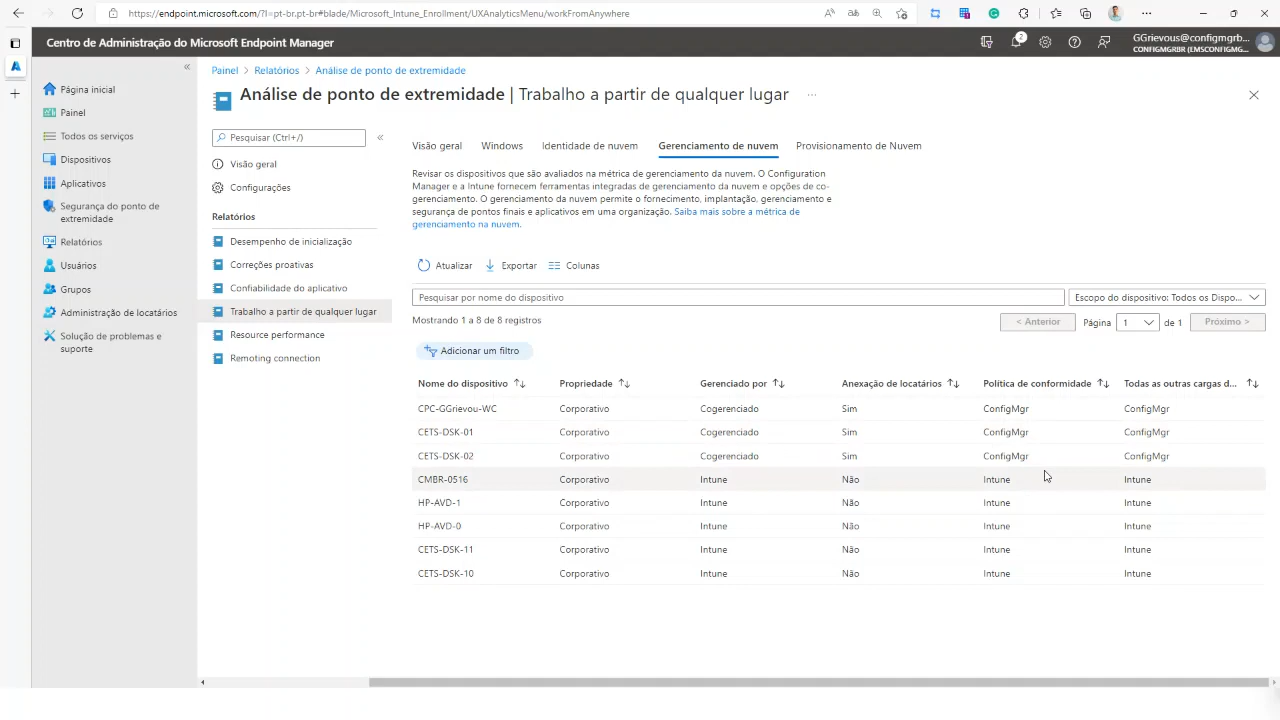 https://endpoint.microsoft.com/?l=pt-br.pt-br#blade/Microsoft_Intune_Enrollment/UXAnalyticsMenu/workFromAnywhere
Centro de Administração do Microsoft Endpoint Manager
2
GGrievous@configmgrb...
CONFIGMGRBR (EMSCONFIGMG...
Página inicial
Painel
Todos os serviços
Dispositivos
Aplicativos
Segurança do ponto de
extremidade
Relatórios
Usuários
Grupos
Administração de locatários
Solução de problemas e
suporte
Painel > Relatórios > Análise de ponto de extremidade
Análise de ponto de extremidade | Trabalho a partir de qualquer lugar ...
Pesquisar (Ctrl+/)
Visão geral
Configurações
Relatórios
Desempenho de inicialização
Correções proativas
Confiabilidade do aplicativo
Trabalho a partir de qualquer lugar
Resource performance
Remoting connection
Visão geral Windows Identidade de nuvem Gerenciamento de nuvem Provisionamento de Nuvem
Revisar os dispositivos que são avaliados na métrica de gerenciamento da nuvem. O Configuration
Manager e a Intune fornecem ferramentas integradas de gerenciamento da nuvem e opções de co-
gerenciamento. O gerenciamento da nuvem permite o fornecimento, implantação, gerenciamento e
segurança de pontos finais e aplicativos em uma organização. Saiba mais sobre a métrica de
gerenciamento na nuvem.
Atualizar Exportar Colunas
Pesquisar por nome do dispositivo
Escopo do dispositivo: Todos os Dispo...
Mostrando 1 a 8 de 8 registros
< Anterior Página 1 de 1 Próximo >
Adicionar um filtro
Nome do dispositivo Propriedade Gerenciado por Anexação de locatários Política de conformidade Todas as outras cargas d...
CPC-GGrievou-WC Corporativo Cogerenciado Sim ConfigMgr ConfigMgr
CETS-DSK-01 Corporativo Cogerenciado Sim ConfigMgr ConfigMgr
CETS-DSK-02 Corporativo Cogerenciado Sim ConfigMgr ConfigMgr
CMBR-0516 Corporativo Intune Não Intune Intune
HP-AVD-1 Corporativo Intune Não Intune Intune
HP-AVD-0 Corporativo Intune Não Intune Intune
CETS-DSK-11 Corporativo Intune Não Intune Intune
CETS-DSK-10 Corporativo Intune Não Intune Intune